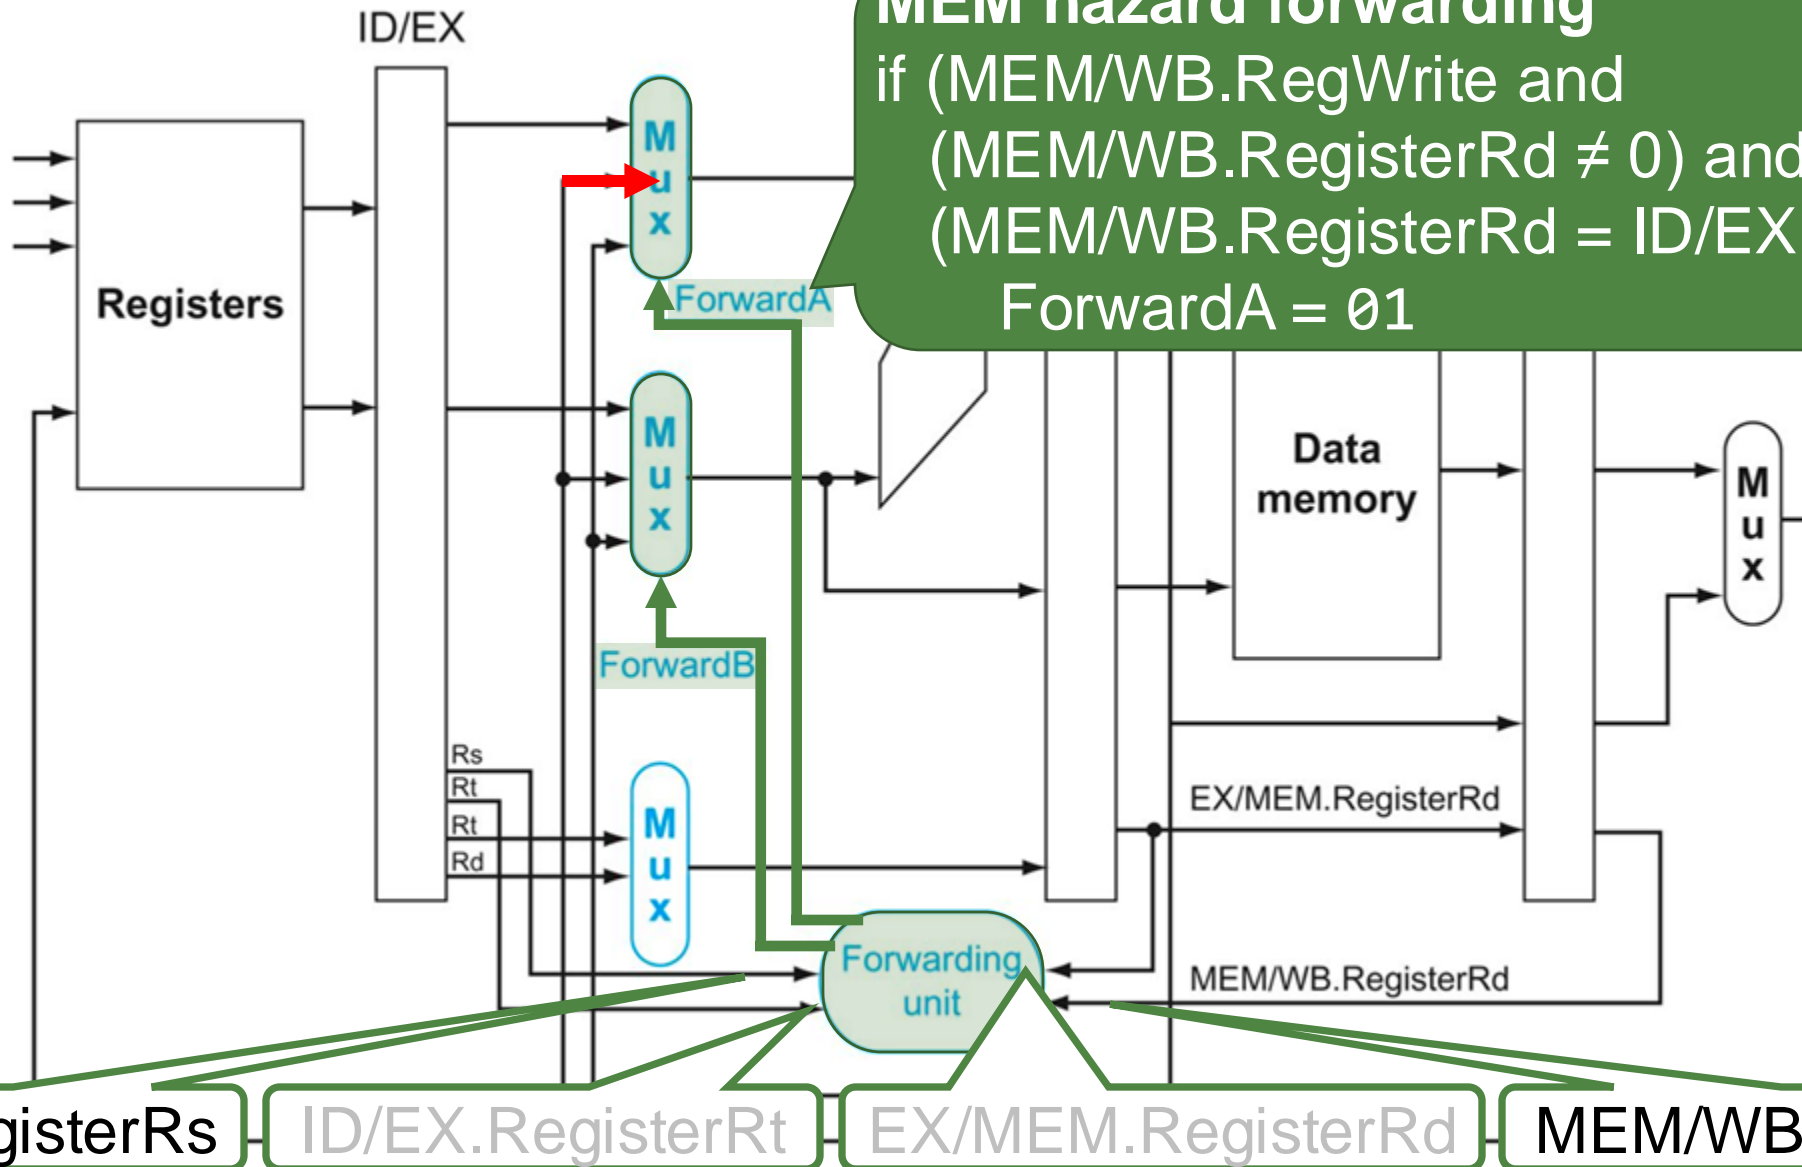 ID/EX
MEM hazard forwarding
if (MEM/WB.RegWrite and
(MEM/WB.RegisterRd ≠ 0) and
(MEM/WB.RegisterRd = ID/EX
ForwardA = 01
M
u
x
Registers
ForwardA
M
u
x
Data
memory
M
u
x
ForwardB
Rs
Rt
Rt
Rd
M
u
x
EX/MEM.RegisterRd
Forwarding
unit
MEM/WB.RegisterRd
gisterRs
ID/EX.RegisterRt
EX/MEM.RegisterRd
MEM/WB